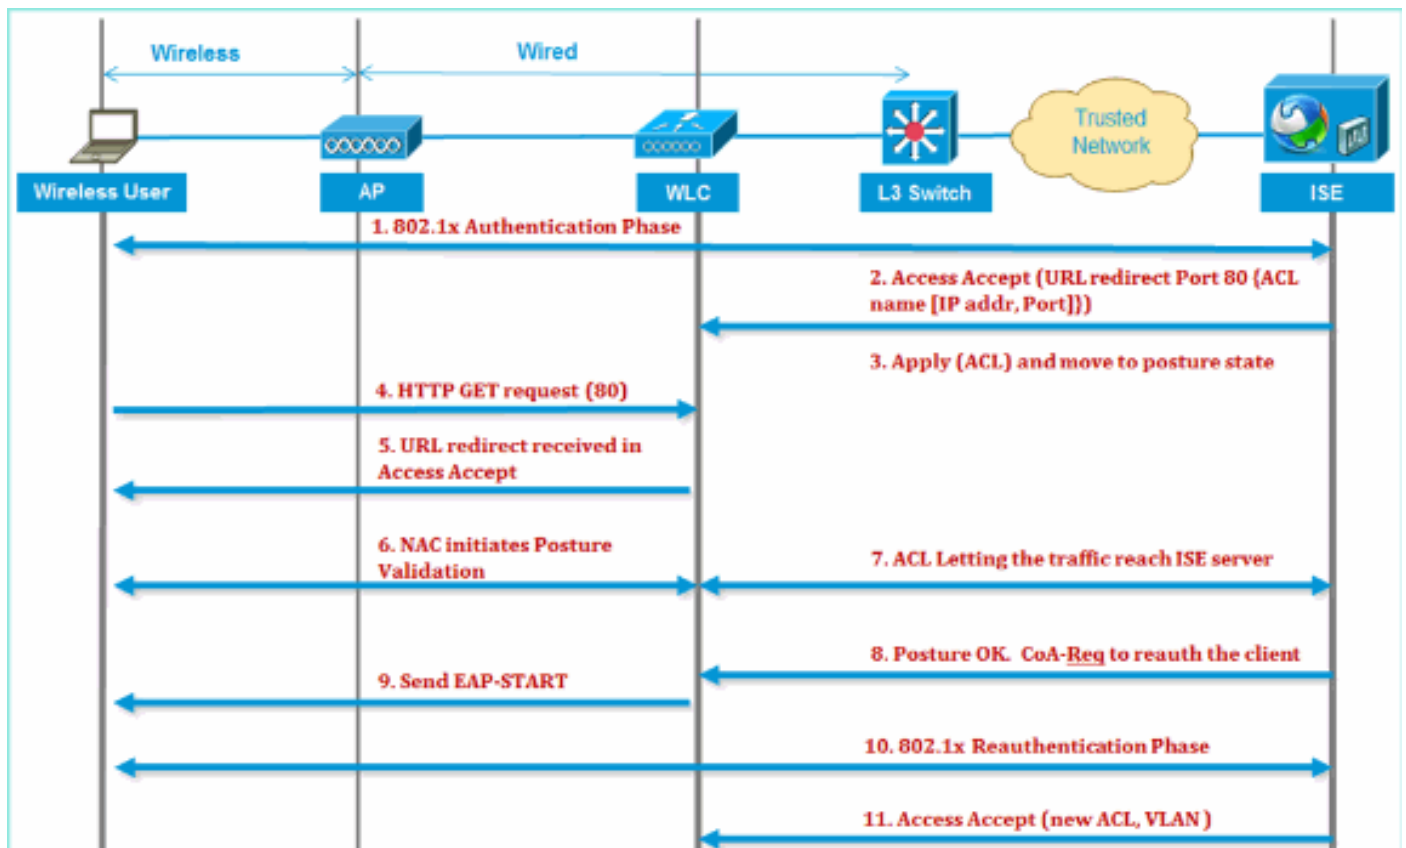 Wireless
Wired
Trusted
Network
Wireless User
AP
WLC
L3 Switch
ISE
1. 802.1x Authentication Phase
2. Access Accept (URL redirect Port 80 (ACL
name [IP addr, Port]))
3. Apply (ACL) and move to posture state
4. HTTP GET request (80)
5. URL redirect received in
Access Accept
6. NAC initiates Posture
Validation
7. ACL Letting the traffic reach ISE server
8. Posture OK. CoA-Req to reauth the client
9. Send EAP-START
10. 802.1x Reauthentication Phase
11. Access Accept (new ACL, VLAN )